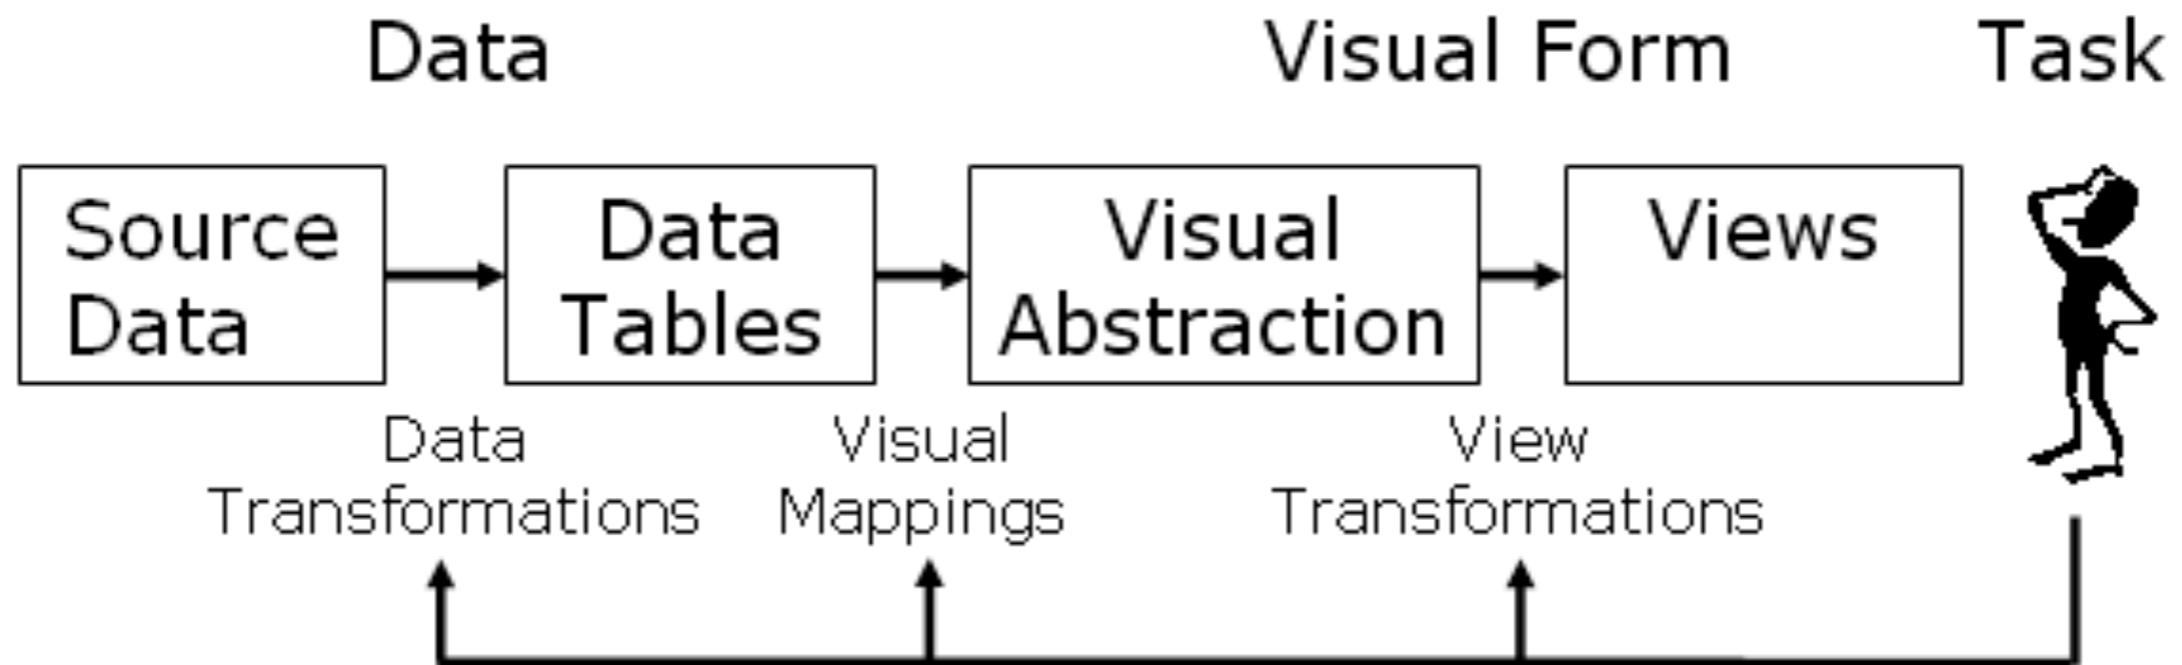 Data
Visual Form
Task
Source
Data
Data
Tables
Visual
Abstraction
Views
Data
Transformations
Visual
Mappings
View
Transformations